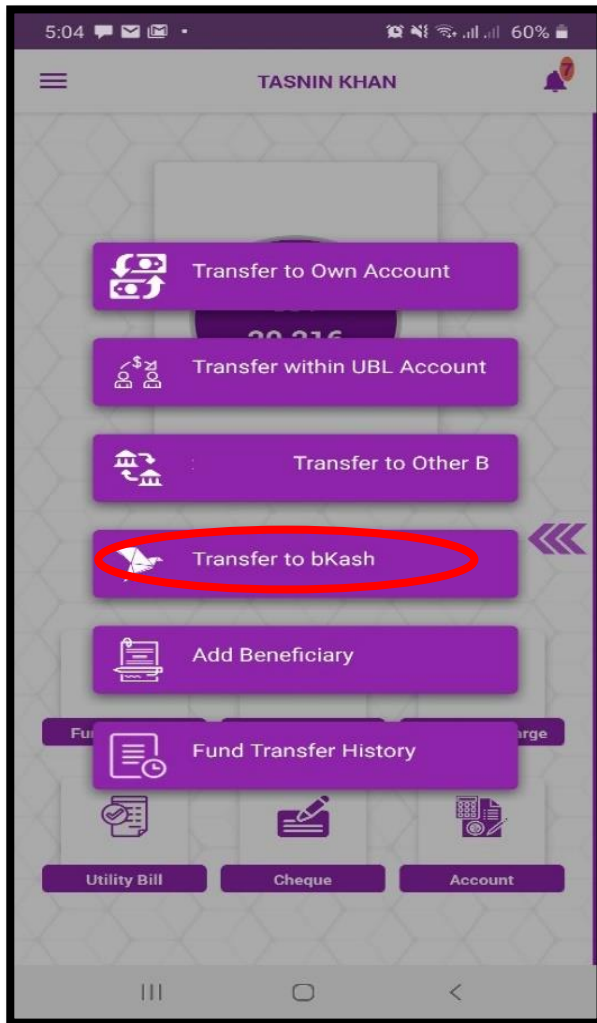 5:04 60%
TASNIN KHAN
7
Transfer to Own Account
Transfer within UBL Account
: Transfer to Other B
Transfer to bKash
Add Beneficiary
Fund Transfer History
Utility Bill Cheque Account